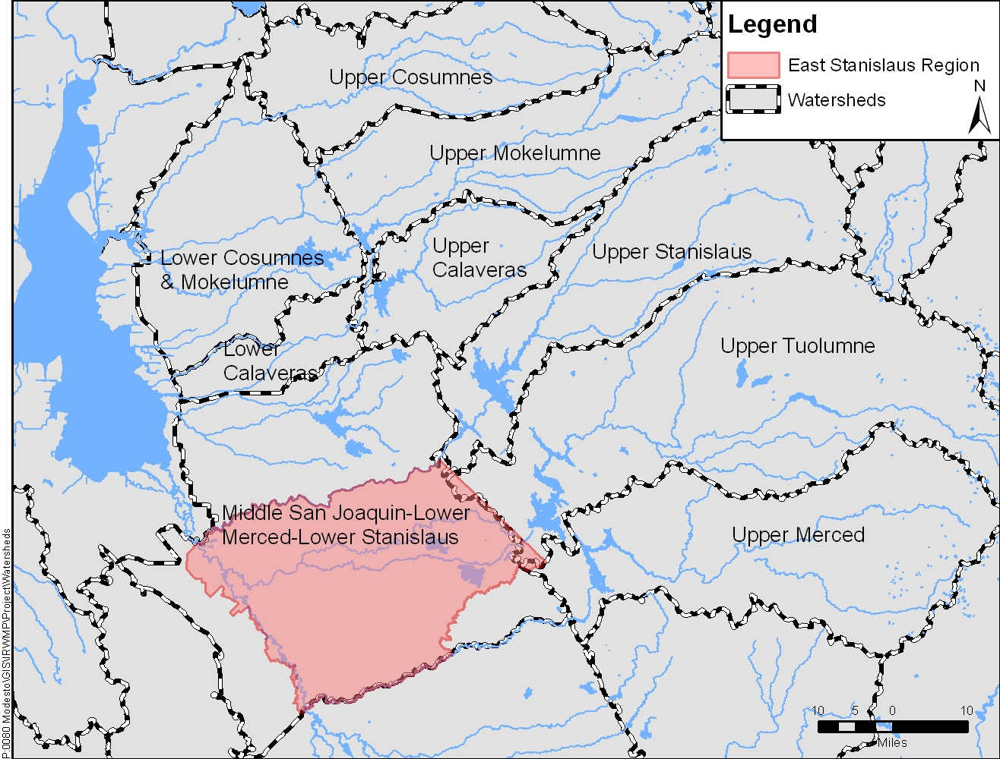 Legend
East Stanislaus Region
N
Watersheds
Upper Cosumnes
Upper Mokelumne
Upper
Calaveras
Upper Stanislaus
Lower Cosumnes
& Mokelumne
Lower
Calaveras
Upper Tuolumne
Middle San Joaquin-Lower
Merced-Lower Stanislaus
Upper Merced
10 5 0 10
Miles
P:0080 Modesto\GIS\IRWMP\Project\Watersheds